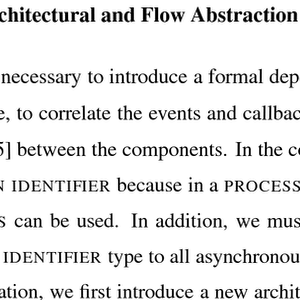 chitectural and Flow Abstraction
necessary to introduce a formal dep
e, to correlate the events and callbac
5] between the components. In the co
N IDENTIFIER because in a PROCESS
S can be used. In addition, we mus
IDENTIFIER type to all asynchronou
ation, we first introduce a new archit